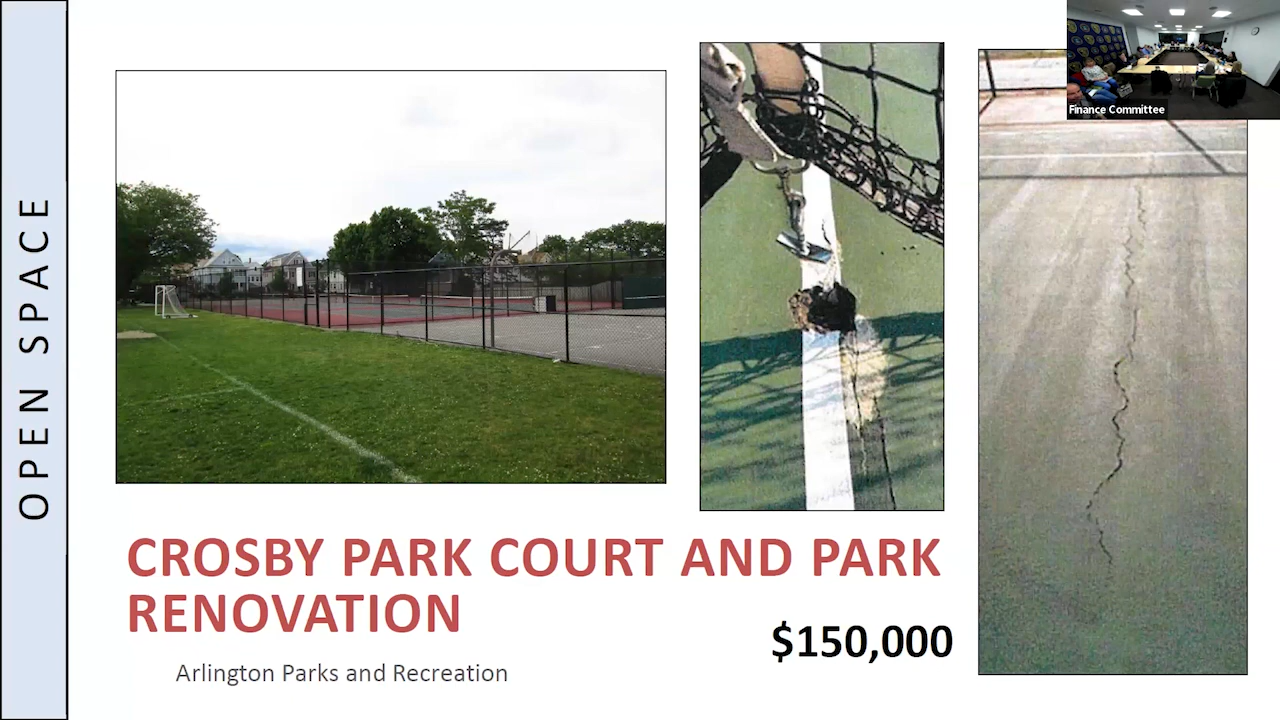 OPEN SPACE
Finance Committee
CROSBY PARK COURT AND PARK
RENOVATION
$150,000
Arlington Parks and Recreation